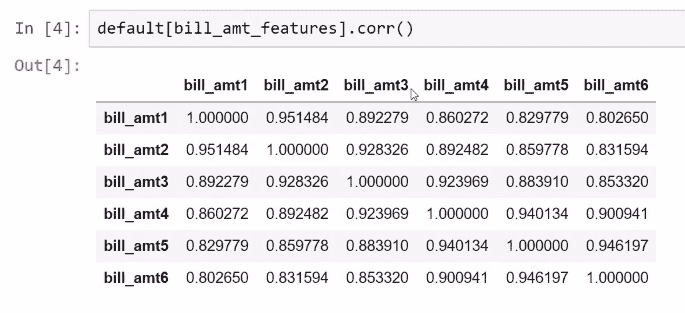 In [4]: default[bill_amt_features].corr()
Out[4]:
bill_amt1 bill_amt2 bill_amt3 bill_amt4 bill_amt5 bill_amt6
bill_amt1 1.000000 0.951484 0.892279 0.860272 0.829779 0.802650
bill_amt2 0.951484 1.000000 0.928326 0.892482 0.859778 0.831594
bill_amt3 0.892279 0.928326 1.000000 0.923969 0.883910 0.853320
bill_amt4 0.860272 0.892482 0.923969 1.000000 0.940134 0.900941
bill_amt5 0.829779 0.859778 0.883910 0.940134 1.000000 0.946197
bill_amt6 0.802650 0.831594 0.853320 0.900941 0.946197 1.000000